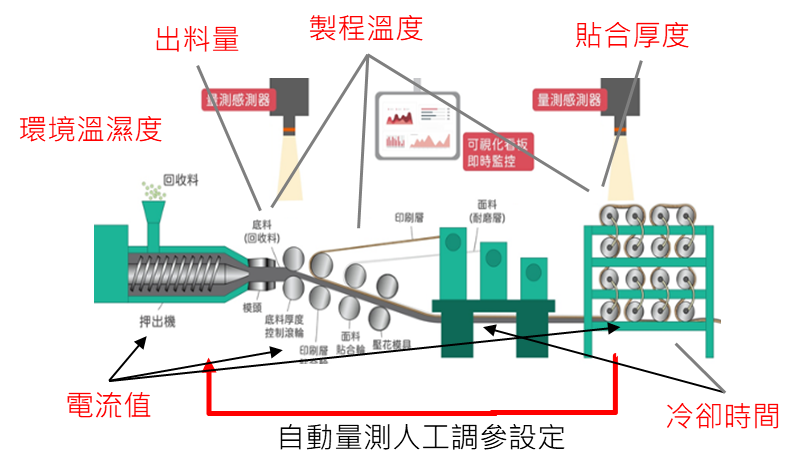 出料量
製程溫度
貼合厚度
環境溫濕度
量測感測器
量測感測器
可視化看板
即時監控
回收料
底料
(回收料)
印刷層
面料
(耐磨層)
押出機
模頭
底料厚度
控制滾輪
印刷層
面料
貼合輪
壓花模具
電流值
冷卻時間
自動量測人工調參設定